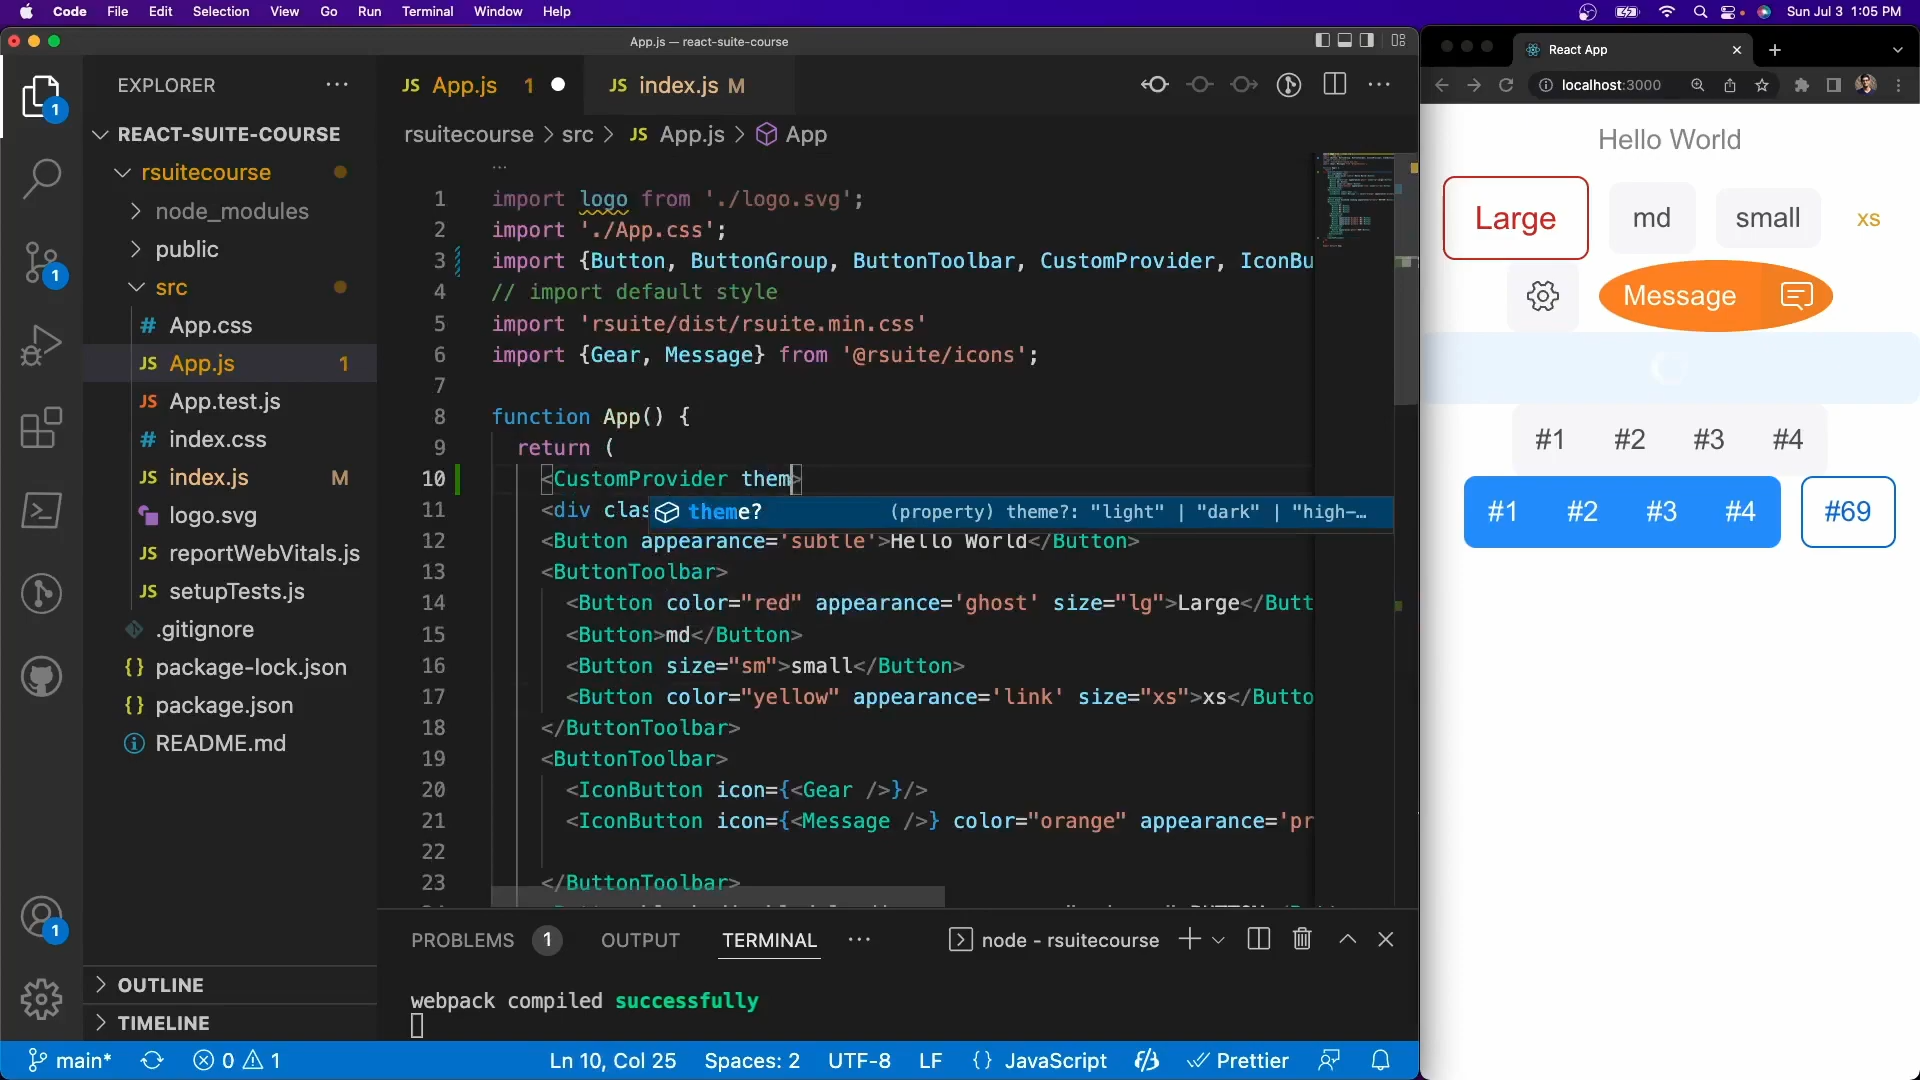 Code File Edit Selection View Go Run Terminal Window Help
Sun Jul 3 1:05 PM
App.js — react-suite-course
EXPLORER
REACT-SUITE-COURSE
rsuitecourse
node_modules
public
src
# App.css
JS App.js 1
JS App.test.js
# index.css
JS index.js M
logo.svg
JS reportWebVitals.js
JS setupTests.js
.gitignore
{} package-lock.json
{} package.json
README.md
OUTLINE
TIMELINE
1
1
1
JS App.js 1
JS index.js M
rsuitecourse > src > JS App.js > App
...
1 import logo from './logo.svg';
2 import './App.css';
3 import {Button, ButtonGroup, ButtonToolbar, CustomProvider, IconBu
4 // import default style
5 import 'rsuite/dist/rsuite.min.css'
6 import {Gear, Message} from '@rsuite/icons';
7
8 function App() {
9 return (
10 <CustomProvider them>
11 <div clas
theme? (property) theme?: "light" | "dark" | "high-…
12 <Button appearance='subtle'>Hello World</Button>
13 <ButtonToolbar>
14 <Button color="red" appearance='ghost' size="lg">Large</Butt
15 <Button>md</Button>
16 <Button size="sm">small</Button>
17 <Button color="yellow" appearance='link' size="xs">xs</Butto
18 </ButtonToolbar>
19 <ButtonToolbar>
20 <IconButton icon={<Gear />}/>
21 <IconButton icon={<Message />} color="orange" appearance='pr
22
23 </ButtonToolbar>
PROBLEMS 1 OUTPUT TERMINAL ... node - rsuitecourse
webpack compiled successfully
main* 0 1 Ln 10, Col 25 Spaces: 2 UTF-8 LF {} JavaScript Prettier
React App
localhost:3000
Hello World
Large md small xs
Message
#1 #2 #3 #4
#1 #2 #3 #4 #69